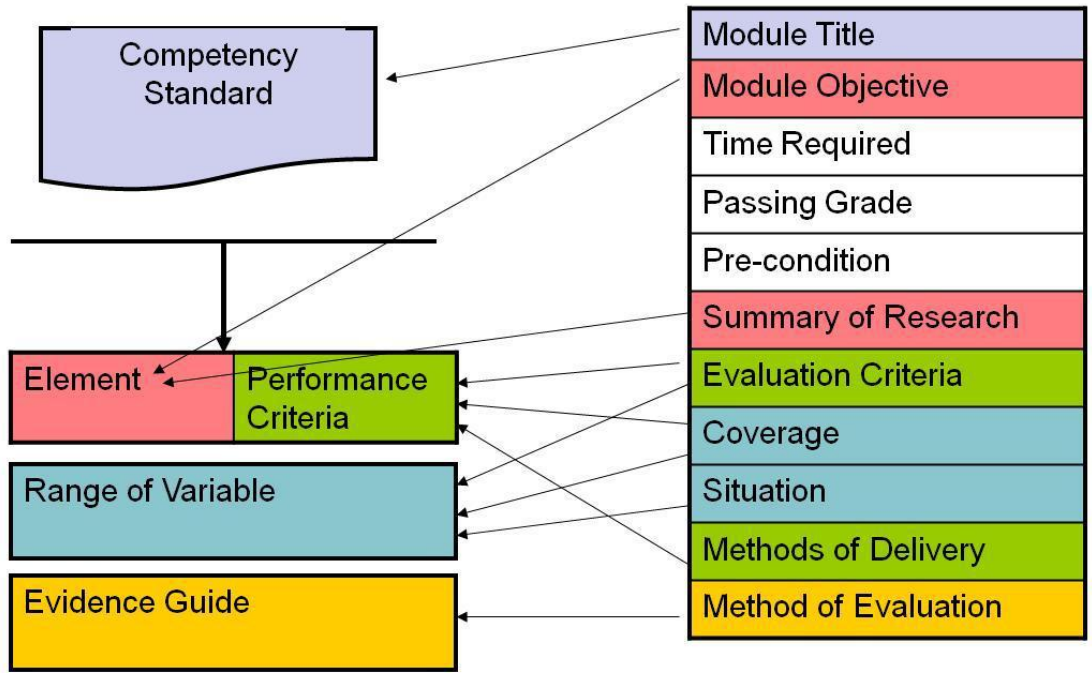 Competency
Standard
Element
Performance
Criteria
Range of Variable
Evidence Guide
Module Title
Module Objective
Time Required
Passing Grade
Pre-condition
Summary of Research
Evaluation Criteria
Coverage
Situation
Methods of Delivery
Method of Evaluation